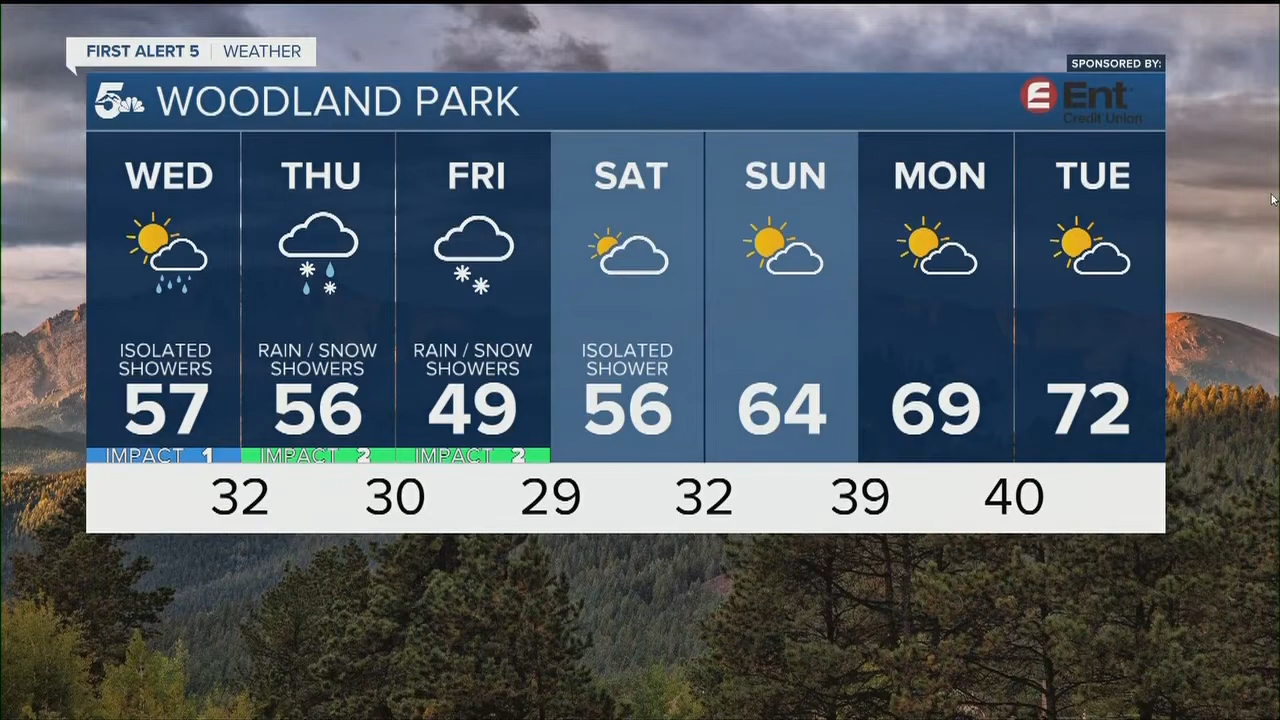 FIRST ALERT 5 | WEATHER
SPONSORED BY:
5 WOODLAND PARK
Ent
Credit Union
WED THU FRI SAT SUN MON TUE
ISOLATED SHOWERS RAIN / SNOW SHOWERS RAIN / SNOW SHOWERS ISOLATED SHOWER
57 56 49 56 64 69 72
IMPACT 1 IMPACT 2 IMPACT 2
32 30 29 32 39 40